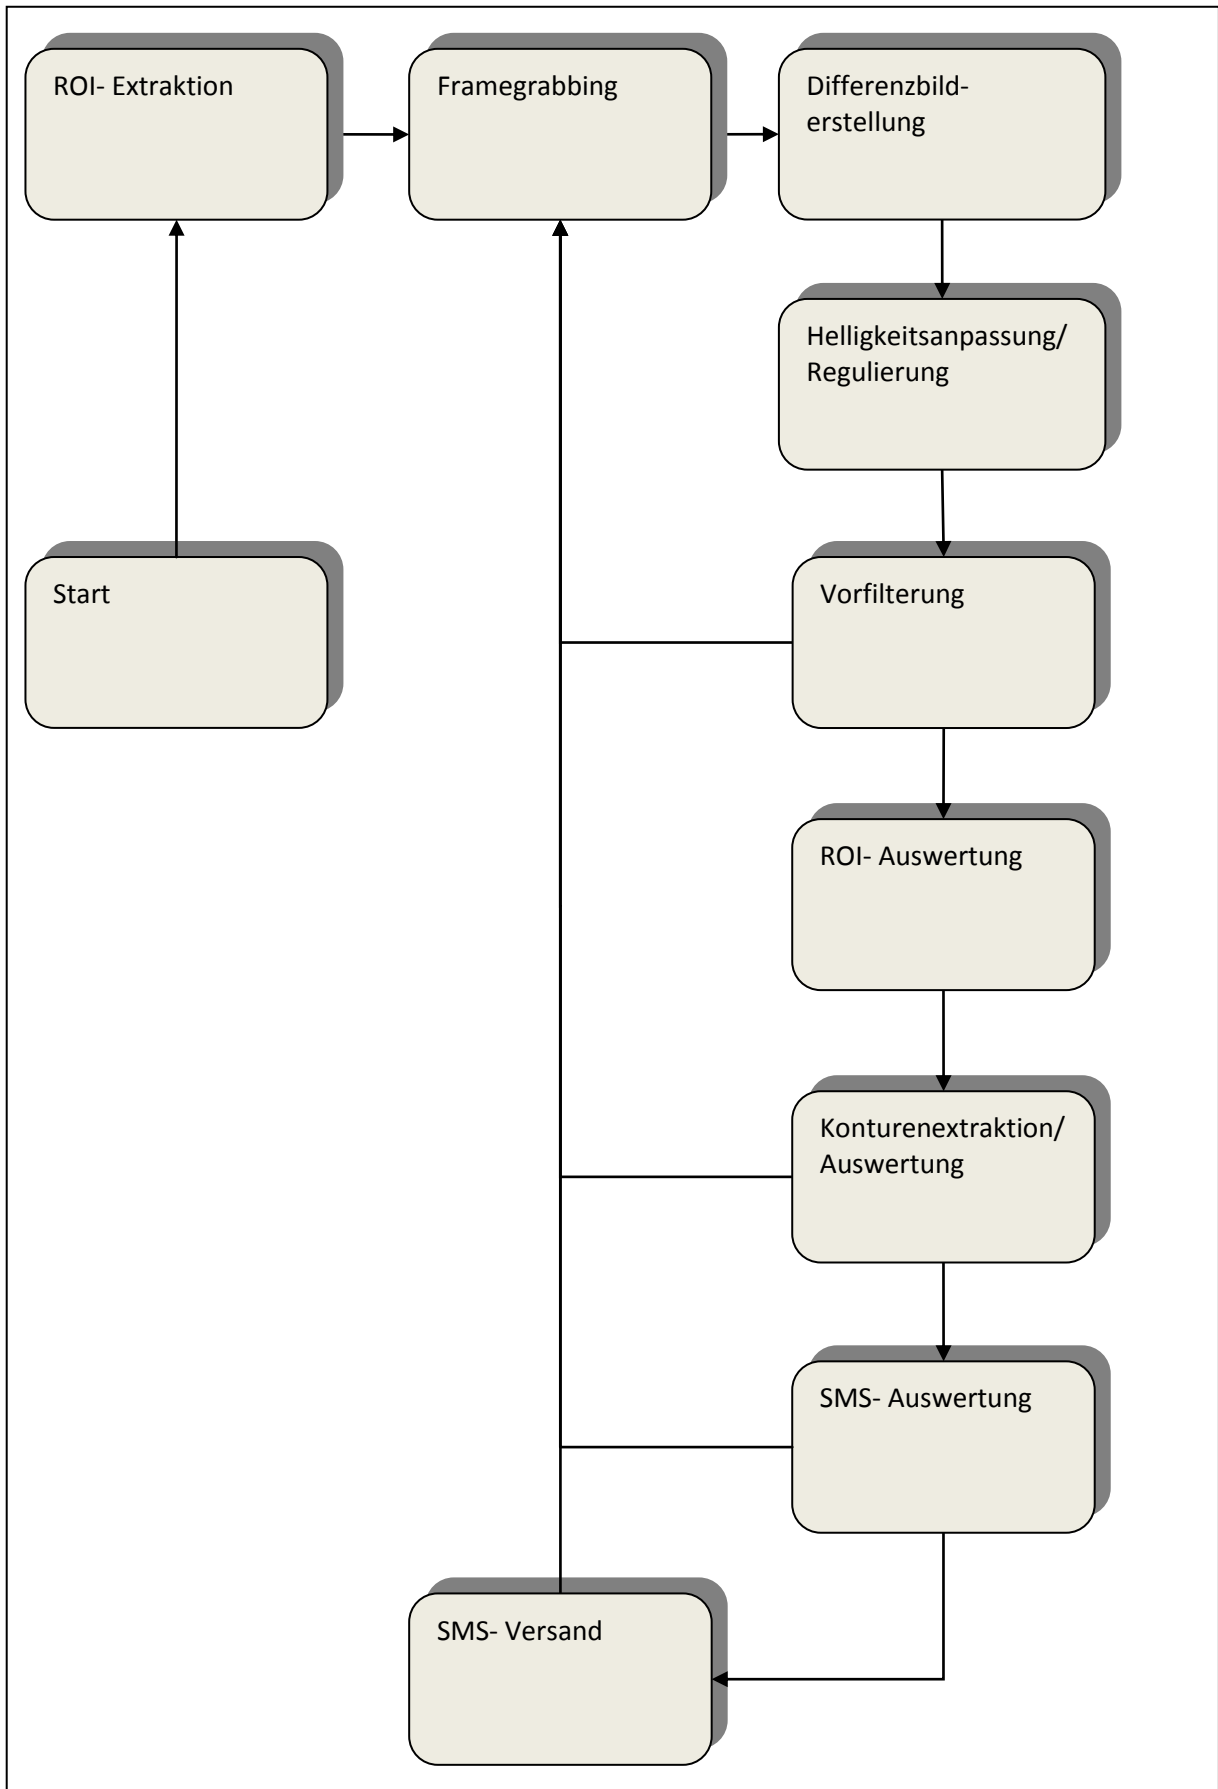 ROI- Extraktion
Framegrabbing
Differenzbild-
erstellung
Helligkeitsanpassung/
Regulierung
Start
Vorfilterung
ROI- Auswertung
Konturenextraktion/
Auswertung
SMS- Auswertung
SMS- Versand